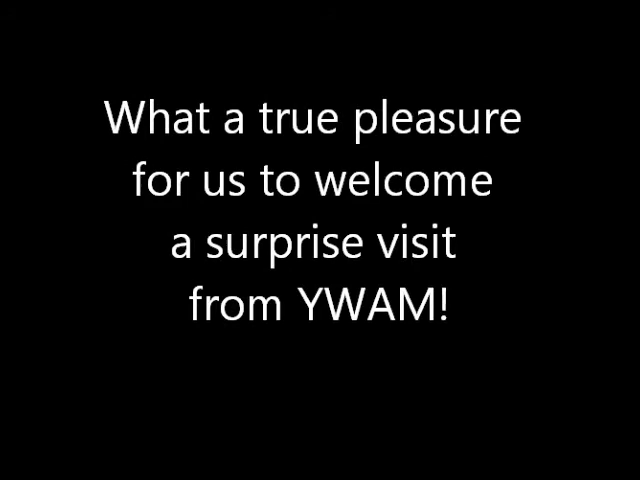 What a true pleasure
for us to welcome
a surprise visit
from YWAM!